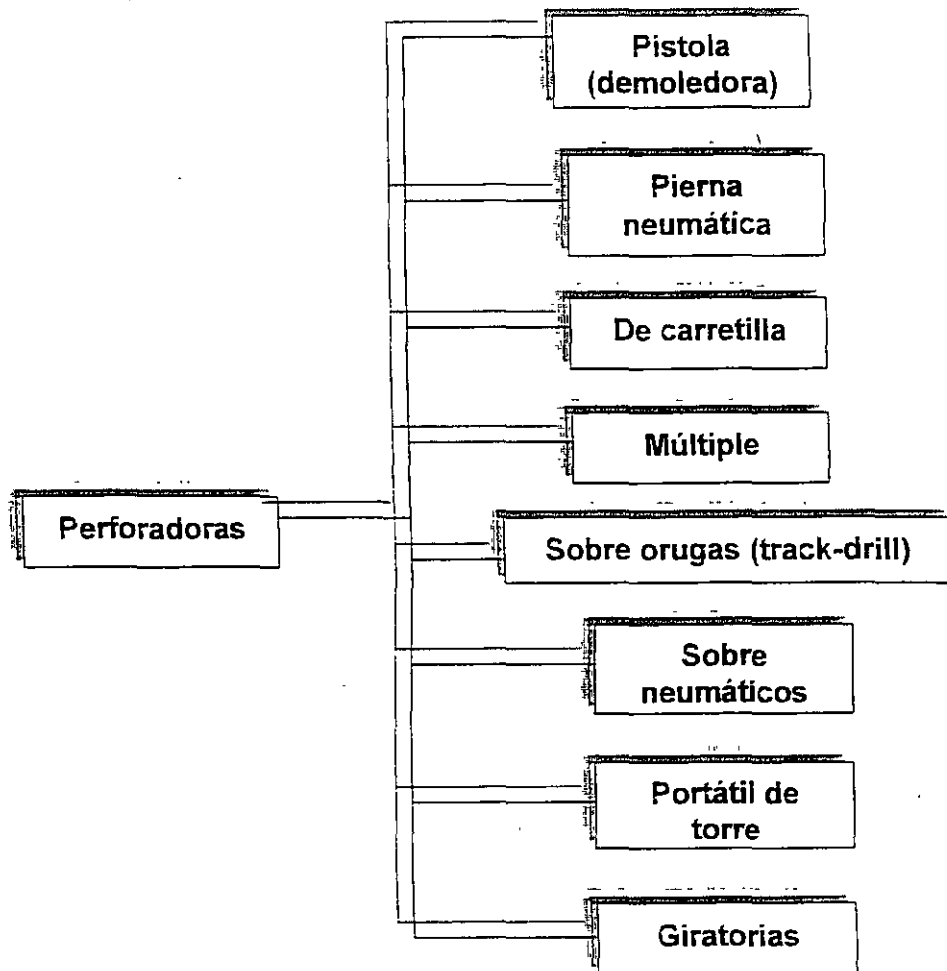 Pistola
(demoledora)
Pierna
neumática
De carretilla
Múltiple
Perforadoras
Sobre orugas (track-drill)
Sobre
neumáticos
Portátil de
torre
Giratorias